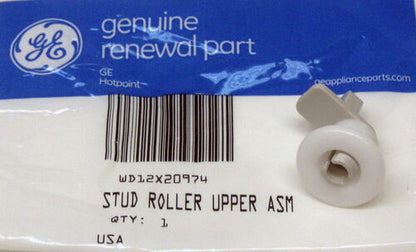 GE
genuine
renewal part
GE
Hotpoint
geapplianceparts.com
WD12X20974
STUD ROLLER UPPER ASM
QTY: 1
USA